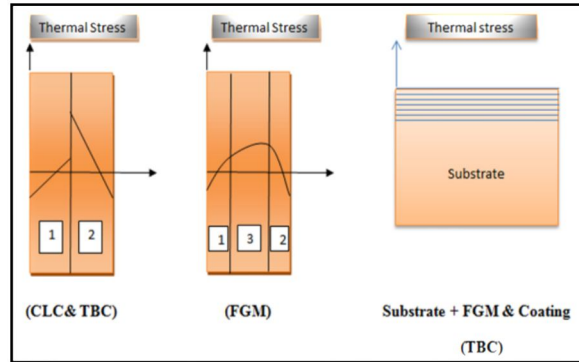 Thermal Stress
Thermal Stress
Thermal stress
Substrate
1
2
1
3
2
(CLC& TBC)
(FGM)
Substrate + FGM & Coating
(TBC)